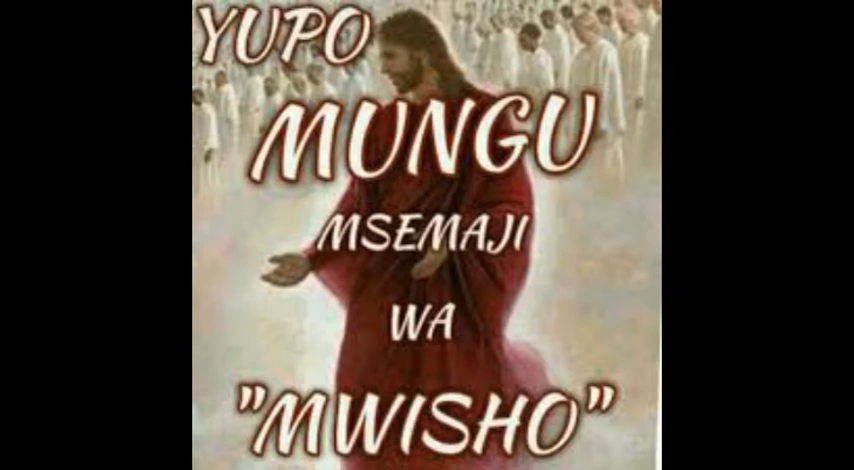 YUPO
MUNGU
MSEMAJI
WA
"MWISHO"